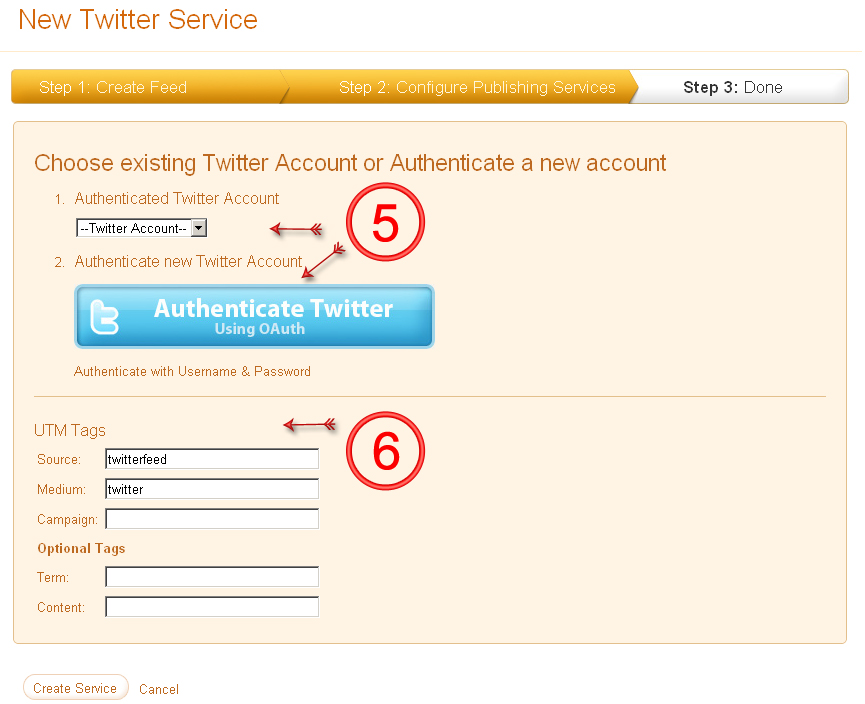 New Twitter Service
Step 1: Create Feed
Step 2: Configure Publishing Services
Step 3: Done
Choose existing Twitter Account or Authenticate a new account
1. Authenticated Twitter Account
--Twitter Account--
5
2. Authenticate new Twitter Account
Authenticate Twitter
Using OAuth
Authenticate with Username & Password
UTM Tags
6
Source: twitterfeed
Medium: twitter
Campaign:
Optional Tags
Term:
Content:
Create Service Cancel